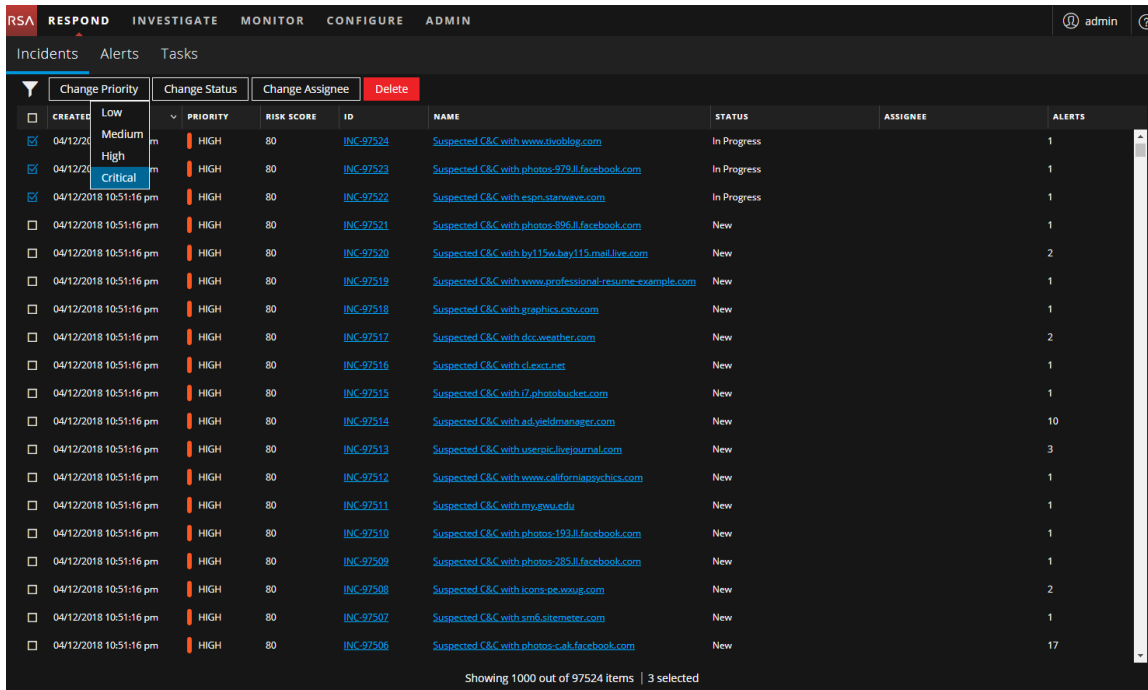 RSA RESPOND INVESTIGATE MONITOR CONFIGURE ADMIN admin ?
Incidents Alerts Tasks
Change Priority Change Status Change Assignee Delete
CREATED PRIORITY RISK SCORE ID NAME STATUS ASSIGNEE ALERTS
Low
Medium
High
Critical
04/12/20 m HIGH 80 INC-97524 Suspected C&C with www.tivoblog.com In Progress 1
04/12/20 m HIGH 80 INC-97523 Suspected C&C with photos-979.ll.facebook.com In Progress 1
04/12/2018 10:51:16 pm HIGH 80 INC-97522 Suspected C&C with espn.starwave.com In Progress 1
04/12/2018 10:51:16 pm HIGH 80 INC-97521 Suspected C&C with photos-896.ll.facebook.com New 1
04/12/2018 10:51:16 pm HIGH 80 INC-97520 Suspected C&C with by115w.bay115.mail.live.com New 2
04/12/2018 10:51:16 pm HIGH 80 INC-97519 Suspected C&C with www.professional-resume-example.com New 1
04/12/2018 10:51:16 pm HIGH 80 INC-97518 Suspected C&C with graphics.cstv.com New 1
04/12/2018 10:51:16 pm HIGH 80 INC-97517 Suspected C&C with dcc.weather.com New 2
04/12/2018 10:51:16 pm HIGH 80 INC-97516 Suspected C&C with cl.exct.net New 1
04/12/2018 10:51:16 pm HIGH 80 INC-97515 Suspected C&C with i7.photobucket.com New 1
04/12/2018 10:51:16 pm HIGH 80 INC-97514 Suspected C&C with ad.yieldmanager.com New 10
04/12/2018 10:51:16 pm HIGH 80 INC-97513 Suspected C&C with userpic.livejournal.com New 3
04/12/2018 10:51:16 pm HIGH 80 INC-97512 Suspected C&C with www.californiapsychics.com New 1
04/12/2018 10:51:16 pm HIGH 80 INC-97511 Suspected C&C with my.gwu.edu New 1
04/12/2018 10:51:16 pm HIGH 80 INC-97510 Suspected C&C with photos-193.ll.facebook.com New 1
04/12/2018 10:51:16 pm HIGH 80 INC-97509 Suspected C&C with photos-285.ll.facebook.com New 1
04/12/2018 10:51:16 pm HIGH 80 INC-97508 Suspected C&C with icons-pe.wxug.com New 2
04/12/2018 10:51:16 pm HIGH 80 INC-97507 Suspected C&C with sm6.sitemeter.com New 1
04/12/2018 10:51:16 pm HIGH 80 INC-97506 Suspected C&C with photos-c.ak.facebook.com New 17
Showing 1000 out of 97524 items | 3 selected